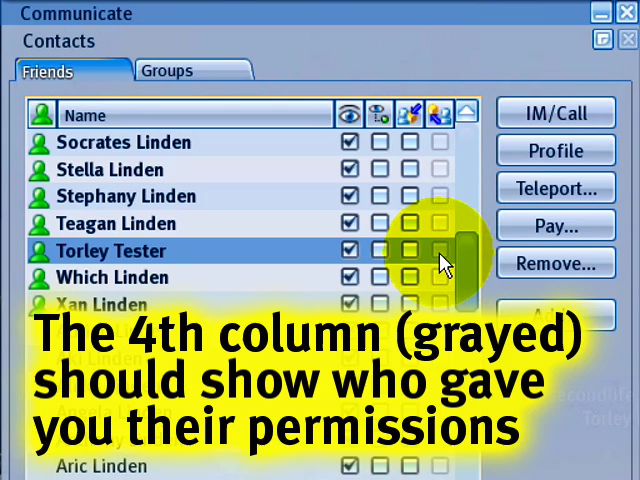 Communicate
Contacts
Friends Groups
Name
IM/Call
Socrates Linden
Profile
Stella Linden
Teleport...
Stephany Linden
Pay...
Teagan Linden
Torley Tester
Remove...
Which Linden
Xan Linden
The 4th column (grayed)
should show who gave
you their permissions
Angela Linden
Aric Linden